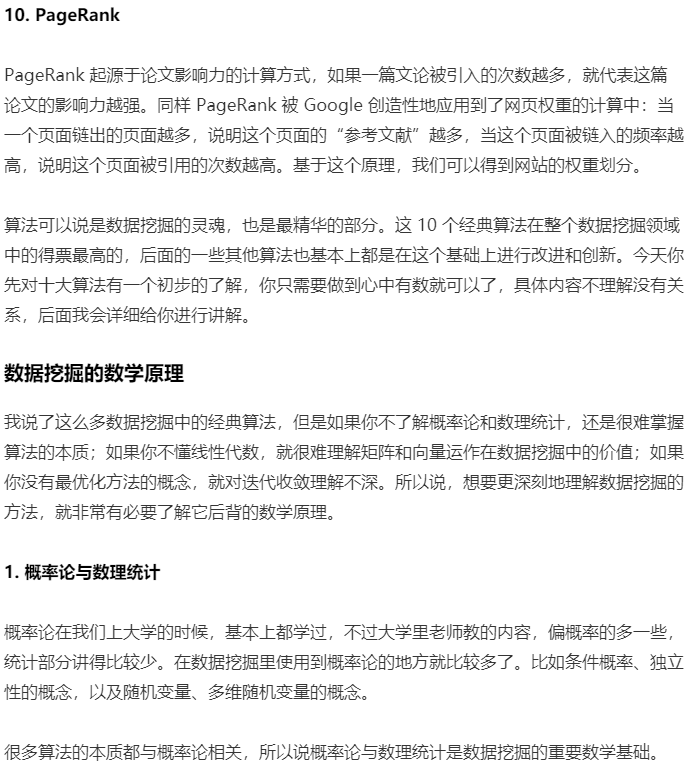 10. PageRank
PageRank 起源于论文影响力的计算方式，如果一篇文论被引入的次数越多，就代表这篇
论文的影响力越强。同样 PageRank 被 Google 创造性地应用到了网页权重的计算中：当
一个页面链出的页面越多，说明这个页面的“参考文献”越多，当这个页面被链入的频率越
高，说明这个页面被引用的次数越高。基于这个原理，我们可以得到网站的权重划分。
算法可以说是数据挖掘的灵魂，也是最精华的部分。这 10 个经典算法在整个数据挖掘领域
中的得票最高的，后面的一些其他算法也基本上都是在这个基础上进行改进和创新。今天你
先对十大算法有一个初步的了解，你只需要做到心中有数就可以了，具体内容不理解没有关
系，后面我会详细给你进行讲解。
数据挖掘的数学原理
我说了这么多数据挖掘中的经典算法，但是如果你不了解概率论和数理统计，还是很难掌握
算法的本质；如果你不懂线性代数，就很难理解矩阵和向量运作在数据挖掘中的价值；如果
你没有最优化方法的概念，就对迭代收敛理解不深。所以说，想要更深刻地理解数据挖掘的
方法，就非常有必要了解它后背的数学原理。
1. 概率论与数理统计
概率论在我们上大学的时候，基本上都学过，不过大学里老师教的内容，偏概率的多一些，
统计部分讲得比较少。在数据挖掘里使用到概率论的地方就比较多了。比如条件概率、独立
性的概念，以及随机变量、多维随机变量的概念。
很多算法的本质都与概率论相关，所以说概率论与数理统计是数据挖掘的重要数学基础。